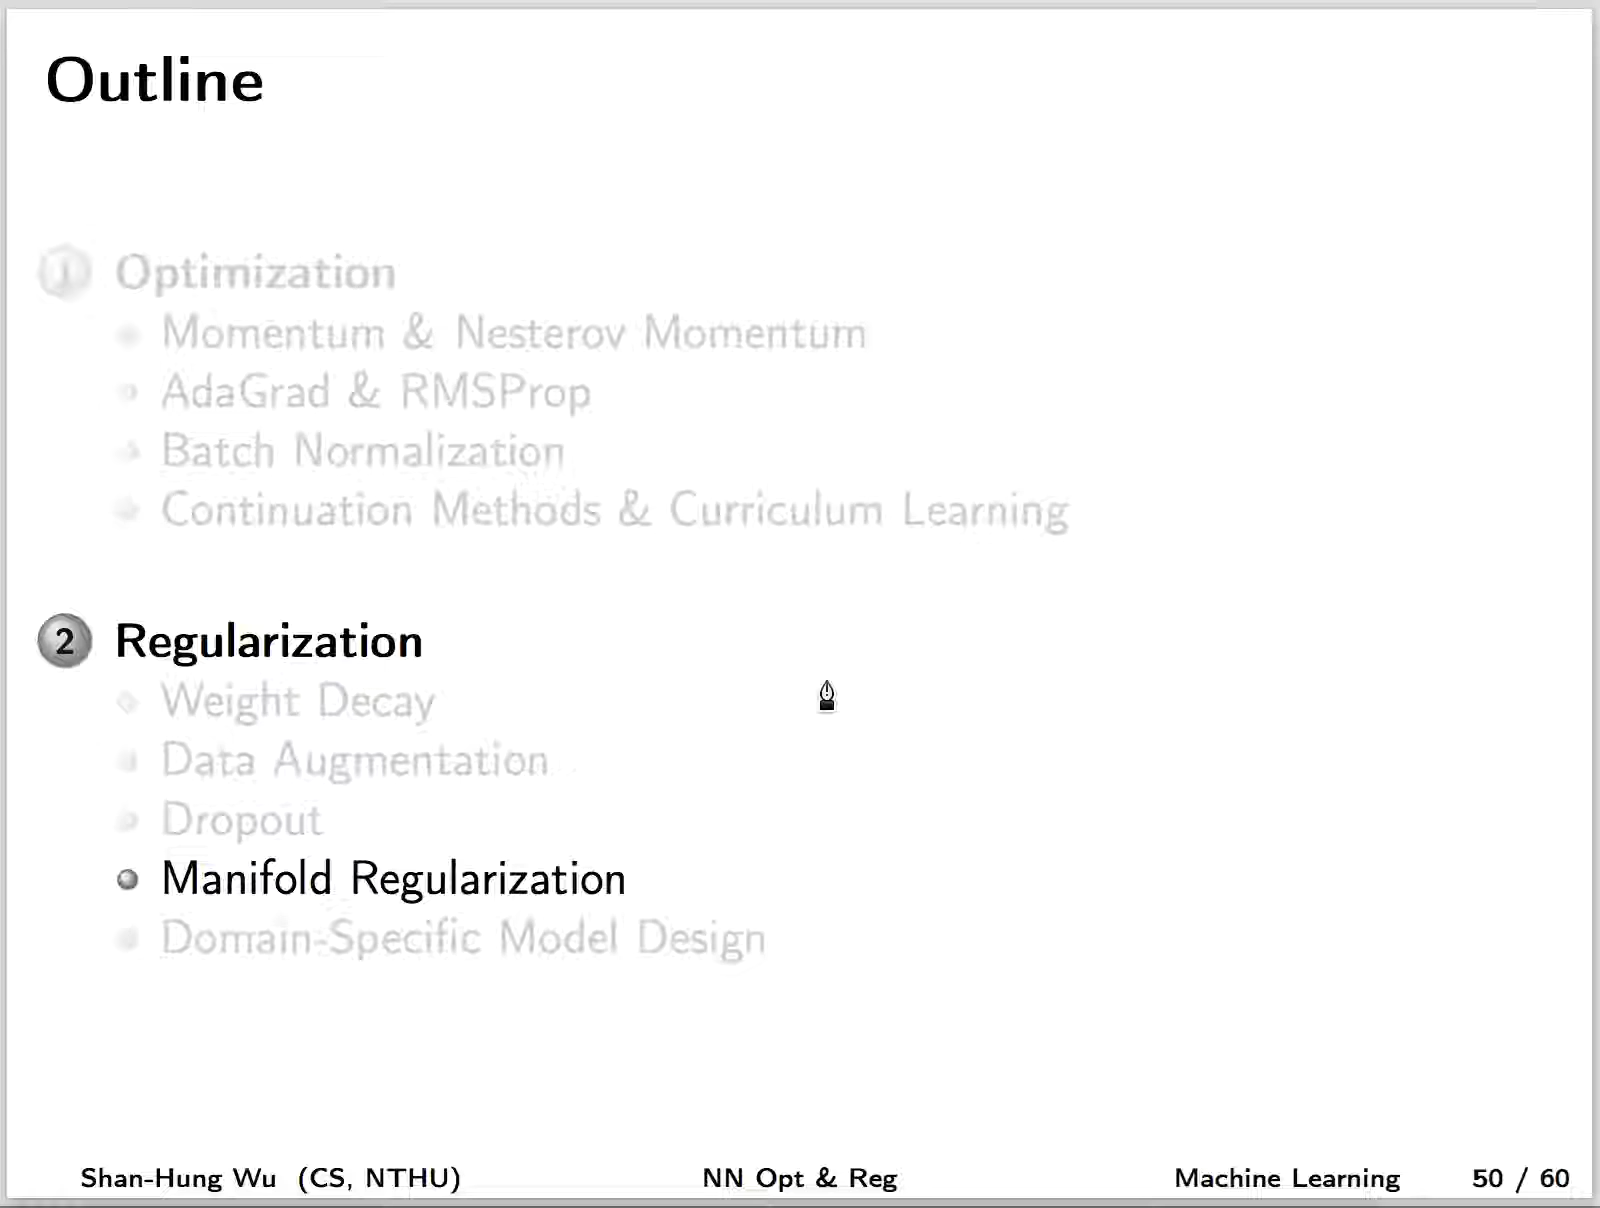 Outline
1 Optimization
Momentum & Nesterov Momentum
AdaGrad & RMSProp
Batch Normalization
Continuation Methods & Curriculum Learning
2 Regularization
Weight Decay
Data Augmentation
Dropout
Manifold Regularization
Domain-Specific Model Design
Shan-Hung Wu (CS, NTHU) NN Opt & Reg Machine Learning 50 / 60